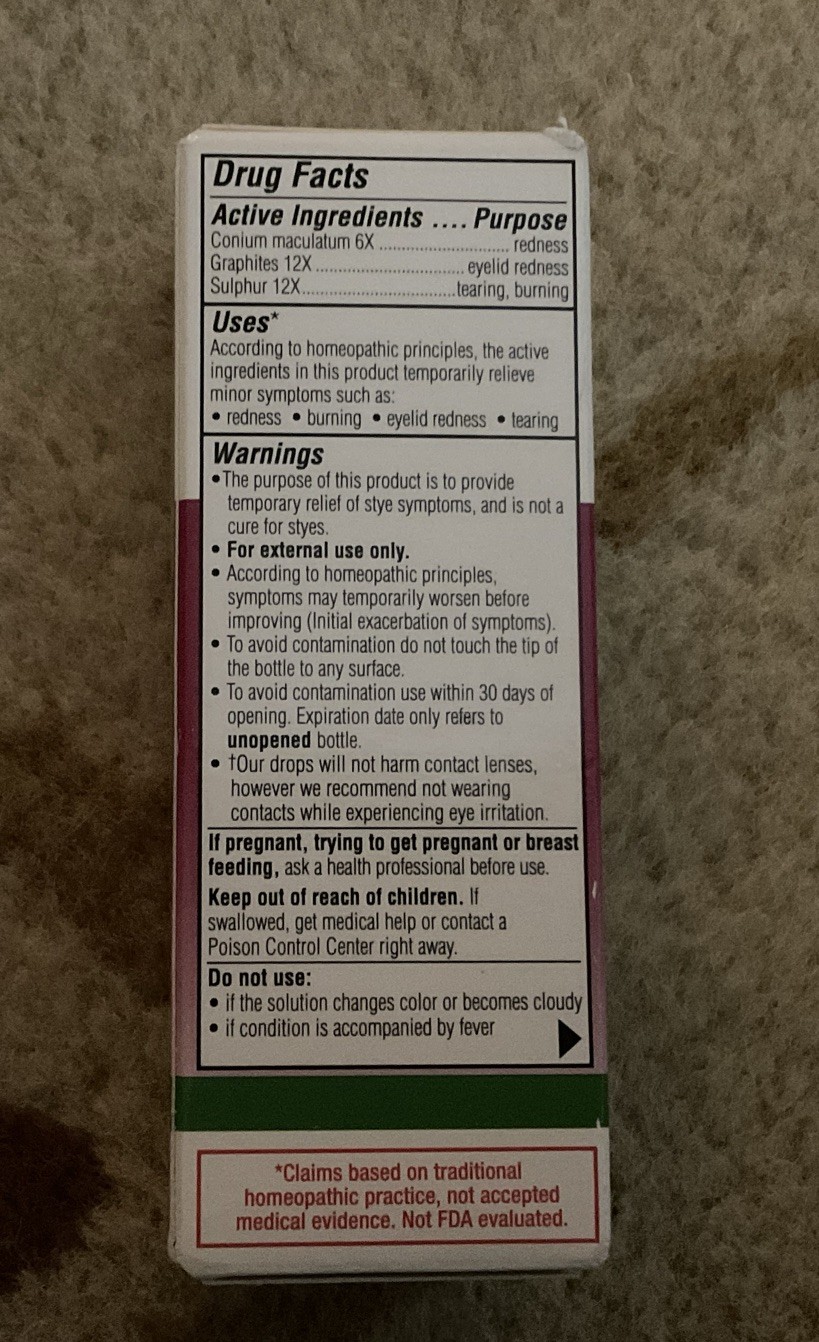 Drug Facts
Active Ingredients .... Purpose
Conium maculatum 6X ............................ redness
Graphites 12X ................................ eyelid redness
Sulphur 12X.................................tearing, burning
Uses*
According to homeopathic principles, the active
ingredients in this product temporarily relieve
minor symptoms such as:
• redness • burning • eyelid redness • tearing
Warnings
•The purpose of this product is to provide
temporary relief of stye symptoms, and is not a
cure for styes.
• For external use only.
• According to homeopathic principles,
symptoms may temporarily worsen before
improving (Initial exacerbation of symptoms).
• To avoid contamination do not touch the tip of
the bottle to any surface.
• To avoid contamination use within 30 days of
opening. Expiration date only refers to
unopened bottle.
• †Our drops will not harm contact lenses,
however we recommend not wearing
contacts while experiencing eye irritation.
If pregnant, trying to get pregnant or breast
feeding, ask a health professional before use.
Keep out of reach of children. If
swallowed, get medical help or contact a
Poison Control Center right away.
Do not use:
• if the solution changes color or becomes cloudy
• if condition is accompanied by fever
*Claims based on traditional
homeopathic practice, not accepted
medical evidence. Not FDA evaluated.